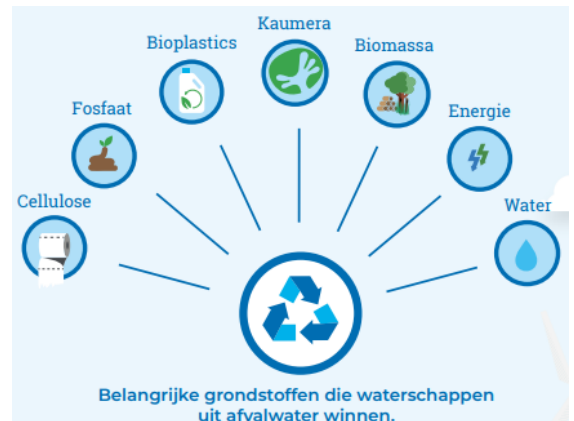 Kaumera
Bioplastics
Biomassa
Fosfaat
Energie
Cellulose
Water
Belangrijke grondstoffen die waterschappen
uit afvalwater winnen.